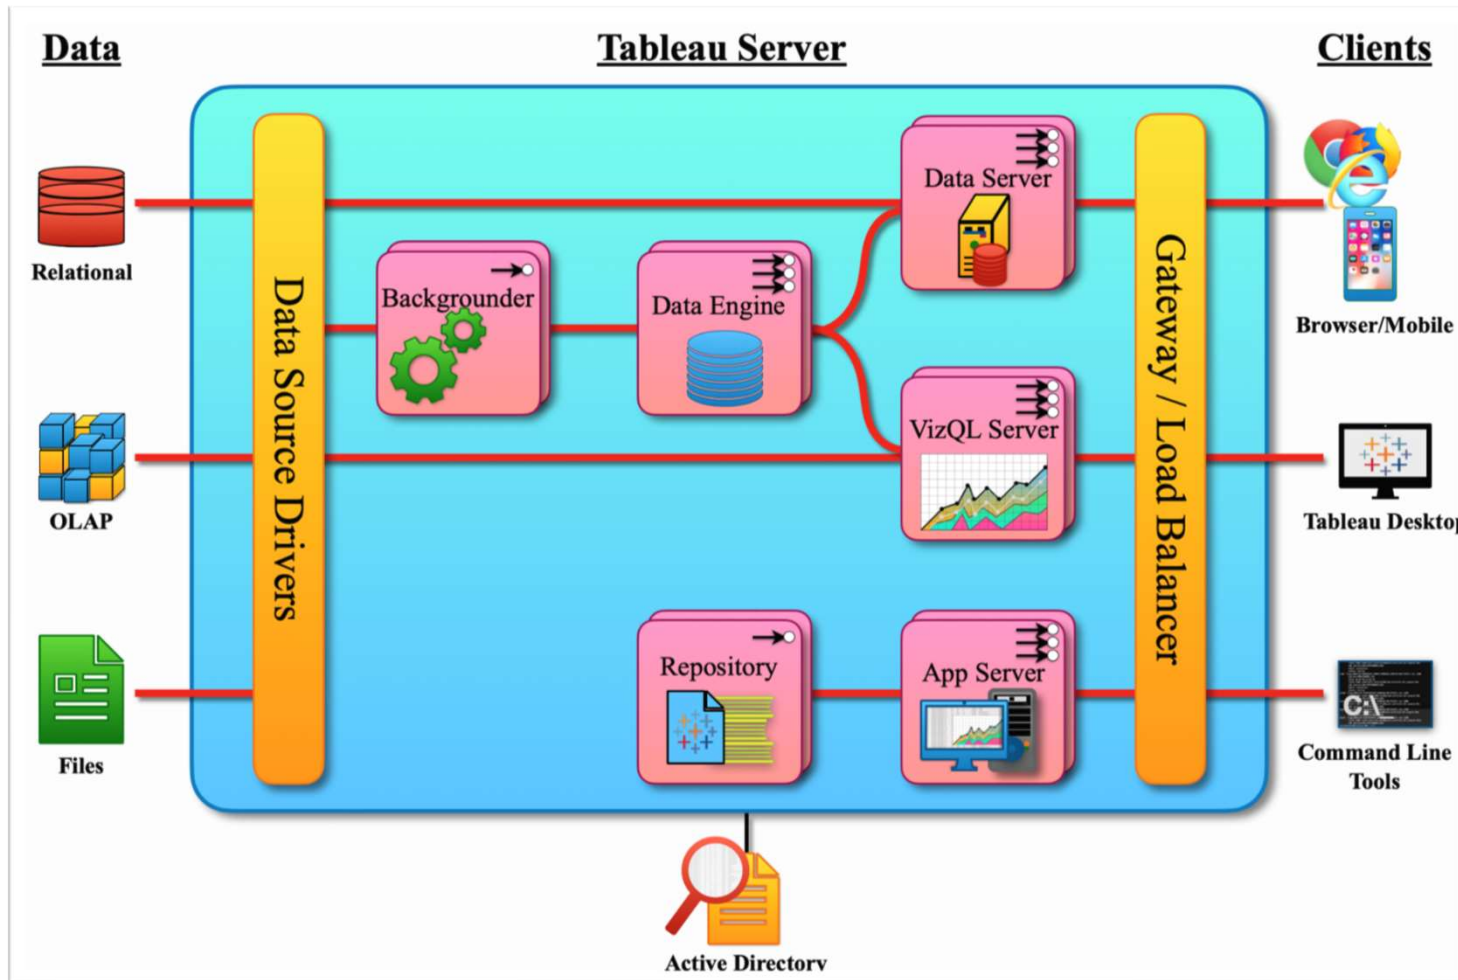 Data
Tableau Server
Clients
Relational
OLAP
Files
Data Source Drivers
Backgrounder
Data Engine
Data Server
VizQL Server
Repository
App Server
Gateway / Load Balancer
Browser/Mobile
Tableau Desktop
C:\
Command Line
Tools
Active Directory